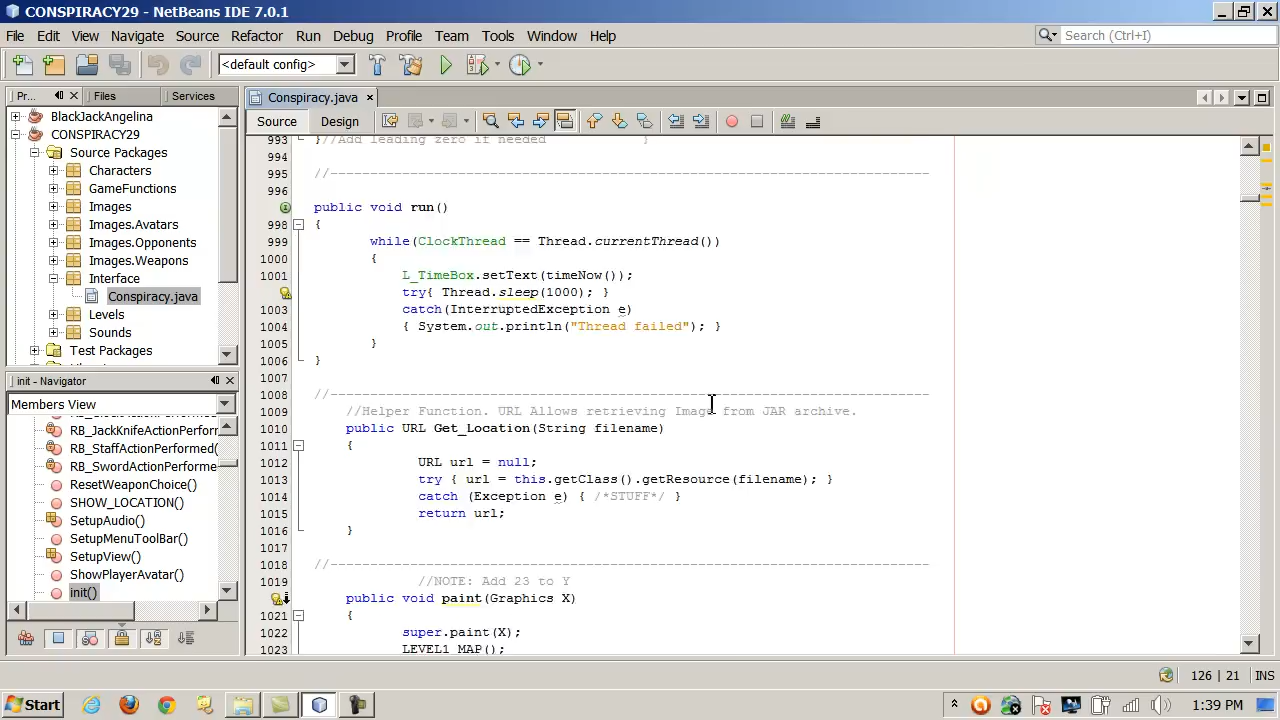 CONSPIRACY29 - NetBeans IDE 7.0.1
File Edit View Navigate Source Refactor Run Debug Profile Team Tools Window Help
Search (Ctrl+I)
<default config>
Pr... Files Services
BlackJackAngelina
CONSPIRACY29
Source Packages
Characters
GameFunctions
Images
Images.Avatars
Images.Opponents
Images.Weapons
Interface
Conspiracy.java
Levels
Sounds
Test Packages
init - Navigator
Members View
RB_JackKnifeActionPerfor
RB_StaffActionPerformed(
RB_SwordActionPerforme
ResetWeaponChoice()
SHOW_LOCATION()
SetupAudio()
SetupMenuToolBar()
SetupView()
ShowPlayerAvatar()
init()
Conspiracy.java
Source Design
993 }//Add leading zero if needed }
994
995 //---------------------------------------------------------------------------
996
public void run()
998 {
999 while(ClockThread == Thread.currentThread())
1000 {
1001 L_TimeBox.setText(timeNow());
try{ Thread.sleep(1000); }
1003 catch(InterruptedException e)
1004 { System.out.println("Thread failed"); }
1005 }
1006 }
1007
1008 //---------------------------------------------------------------------------
1009 //Helper Function. URL Allows retrieving Image from JAR archive.
1010 public URL Get_Location(String filename)
1011 {
1012 URL url = null;
1013 try { url = this.getClass().getResource(filename); }
1014 catch (Exception e) { /*STUFF*/ }
1015 return url;
1016 }
1017
1018 //---------------------------------------------------------------------------
1019 //NOTE: Add 23 to Y
public void paint(Graphics X)
1021 {
1022 super.paint(X);
1023 LEVEL1_MAP();
126 | 21 INS
Start
1:39 PM